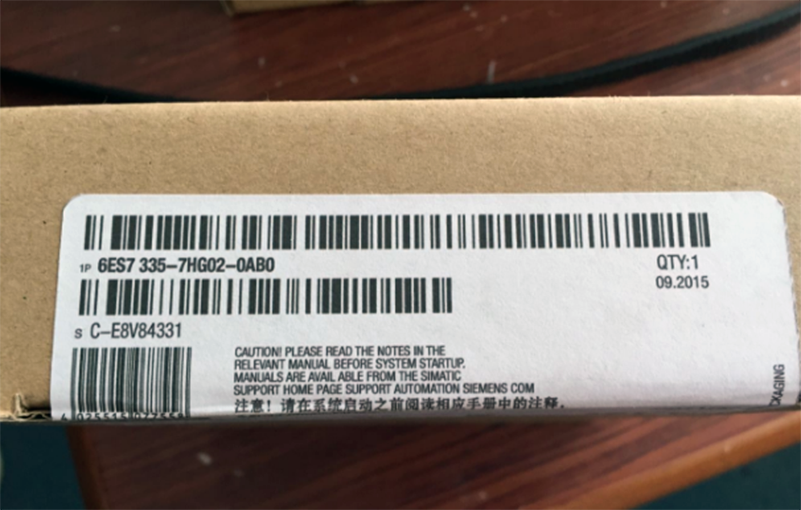 1P 6ES7 335-7HG02-0AB0
QTY:1
09.2015
S C-E8V84331
CAUTION! PLEASE READ THE NOTES IN THE
RELEVANT MANUAL BEFORE SYSTEM STARTUP.
MANUALS ARE AVAIL ABLE FROM THE SIMATIC
SUPPORT HOME PAGE SUPPORT AUTOMATION SIEMENS COM
注意！请在系统启动之前阅读相应手册中的注释。